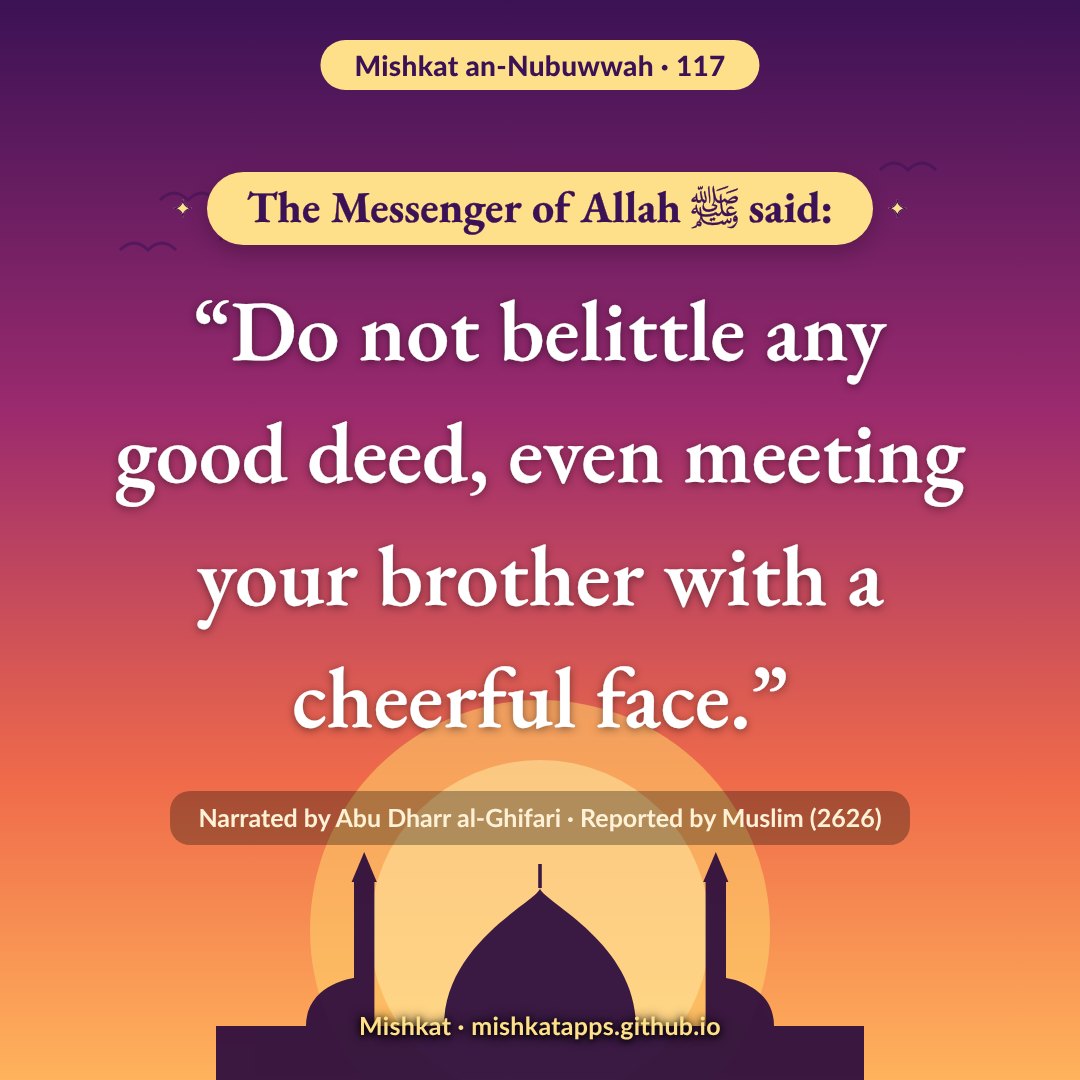 Mishkat an-Nubuwwah · 117
The Messenger of Allah ﷺ said:
“Do not belittle any
good deed, even meeting
your brother with a
cheerful face.”
Narrated by Abu Dharr al-Ghifari · Reported by Muslim (2626)
Mishkat · mishkatapps.github.io